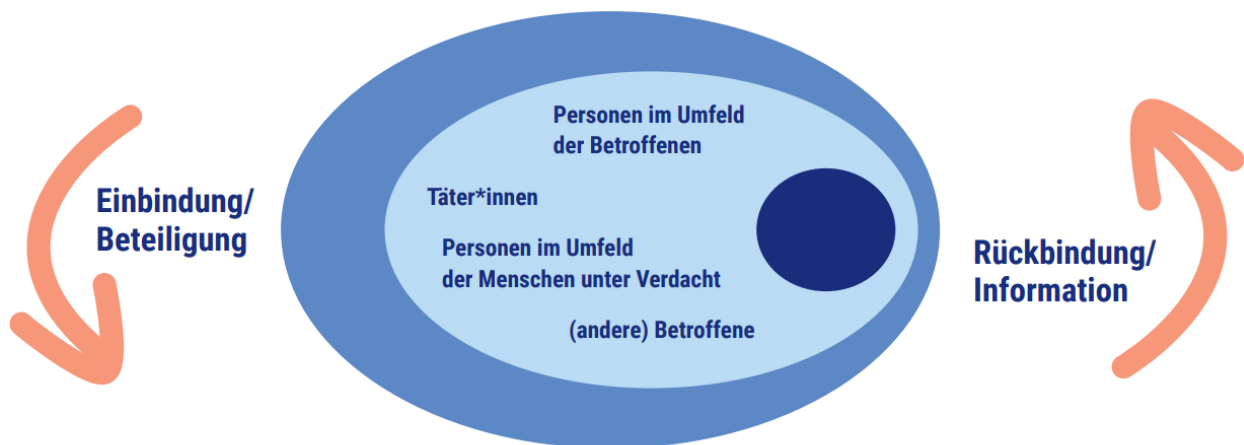 Personen im Umfeld
der Betroffenen
Täter*innen
Einbindung/
Beteiligung
Personen im Umfeld
der Menschen unter Verdacht
(andere) Betroffene
Rückbindung/
Information